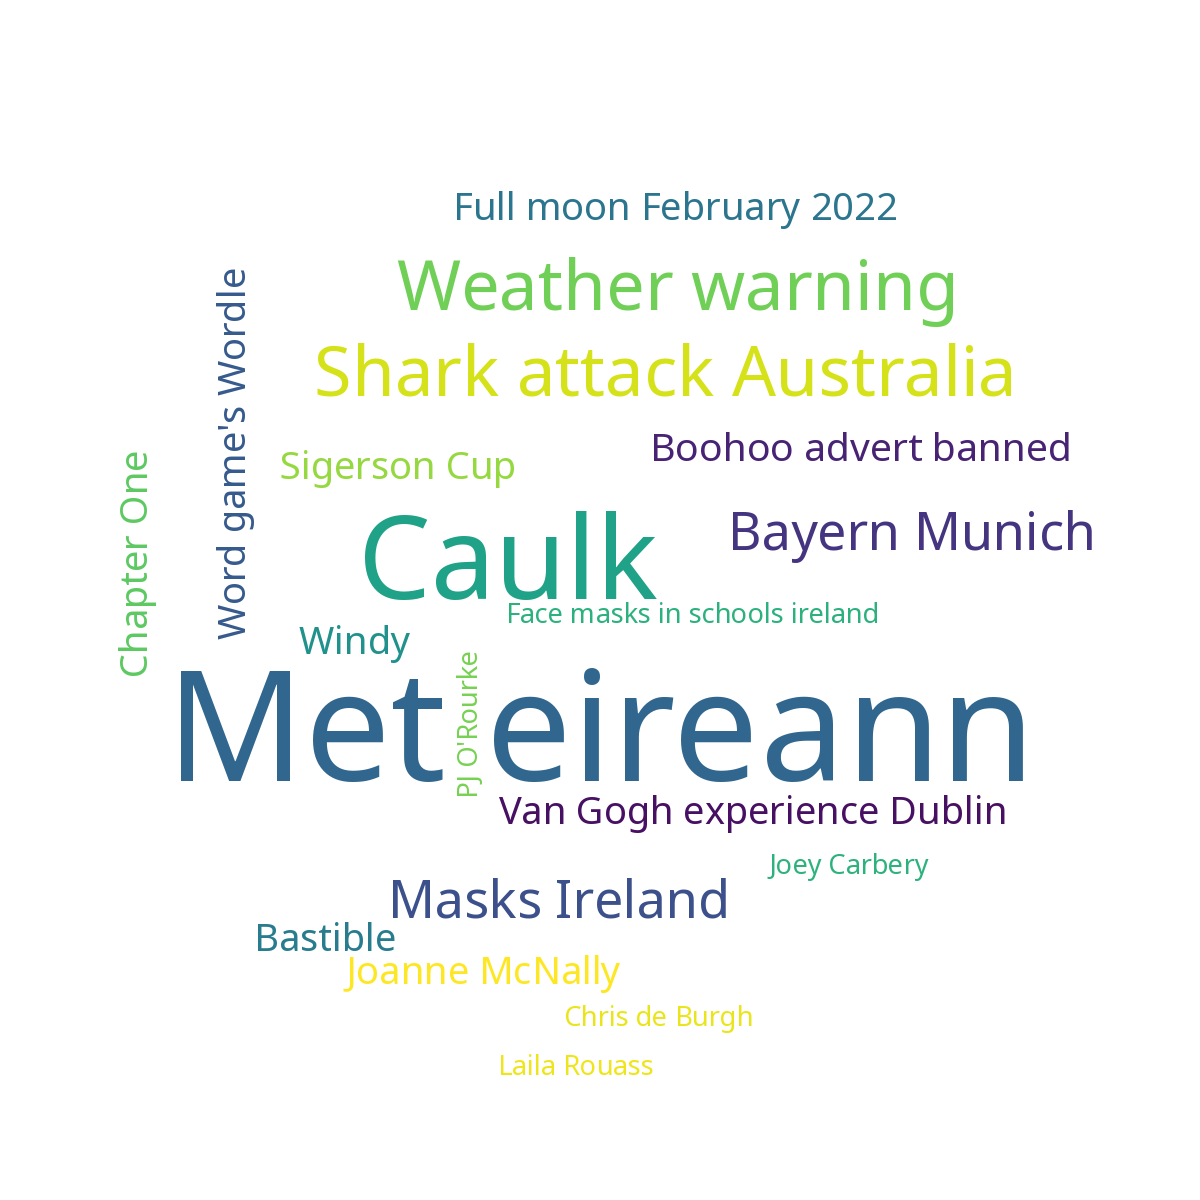 Full moon February 2022
Weather warning
Word game's Wordle
Shark attack Australia
Boohoo advert banned
Sigerson Cup
Chapter One
Bayern Munich
Caulk
Face masks in schools ireland
Windy
PJ O'Rourke
Met eireann
Van Gogh experience Dublin
Joey Carbery
Masks Ireland
Bastible
Joanne McNally
Chris de Burgh
Laila Rouass